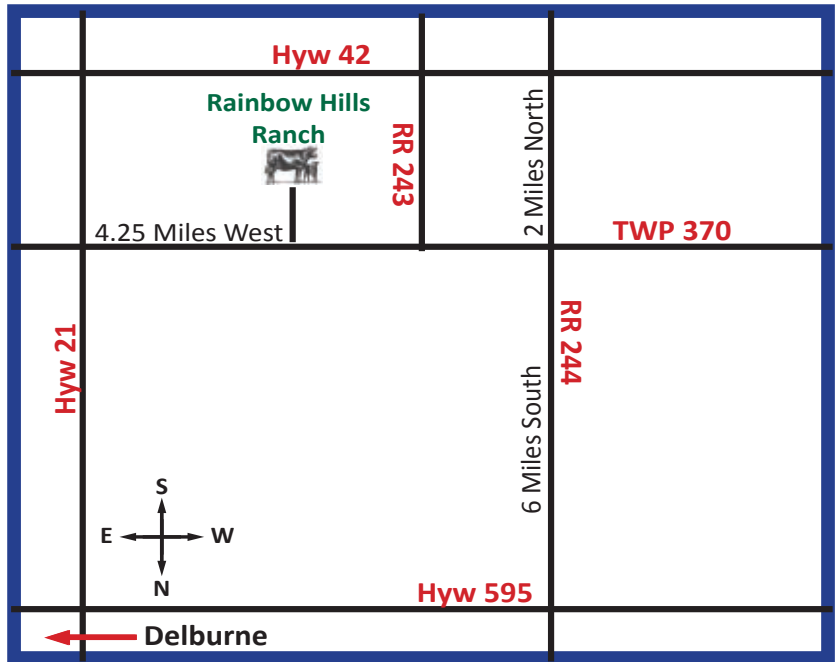 Hyw 42
Rainbow Hills
Ranch
RR 243
2 Miles North
4.25 Miles West
TWP 370
Hyw 21
RR 244
6 Miles South
S
E
W
N
Hyw 595
Delburne